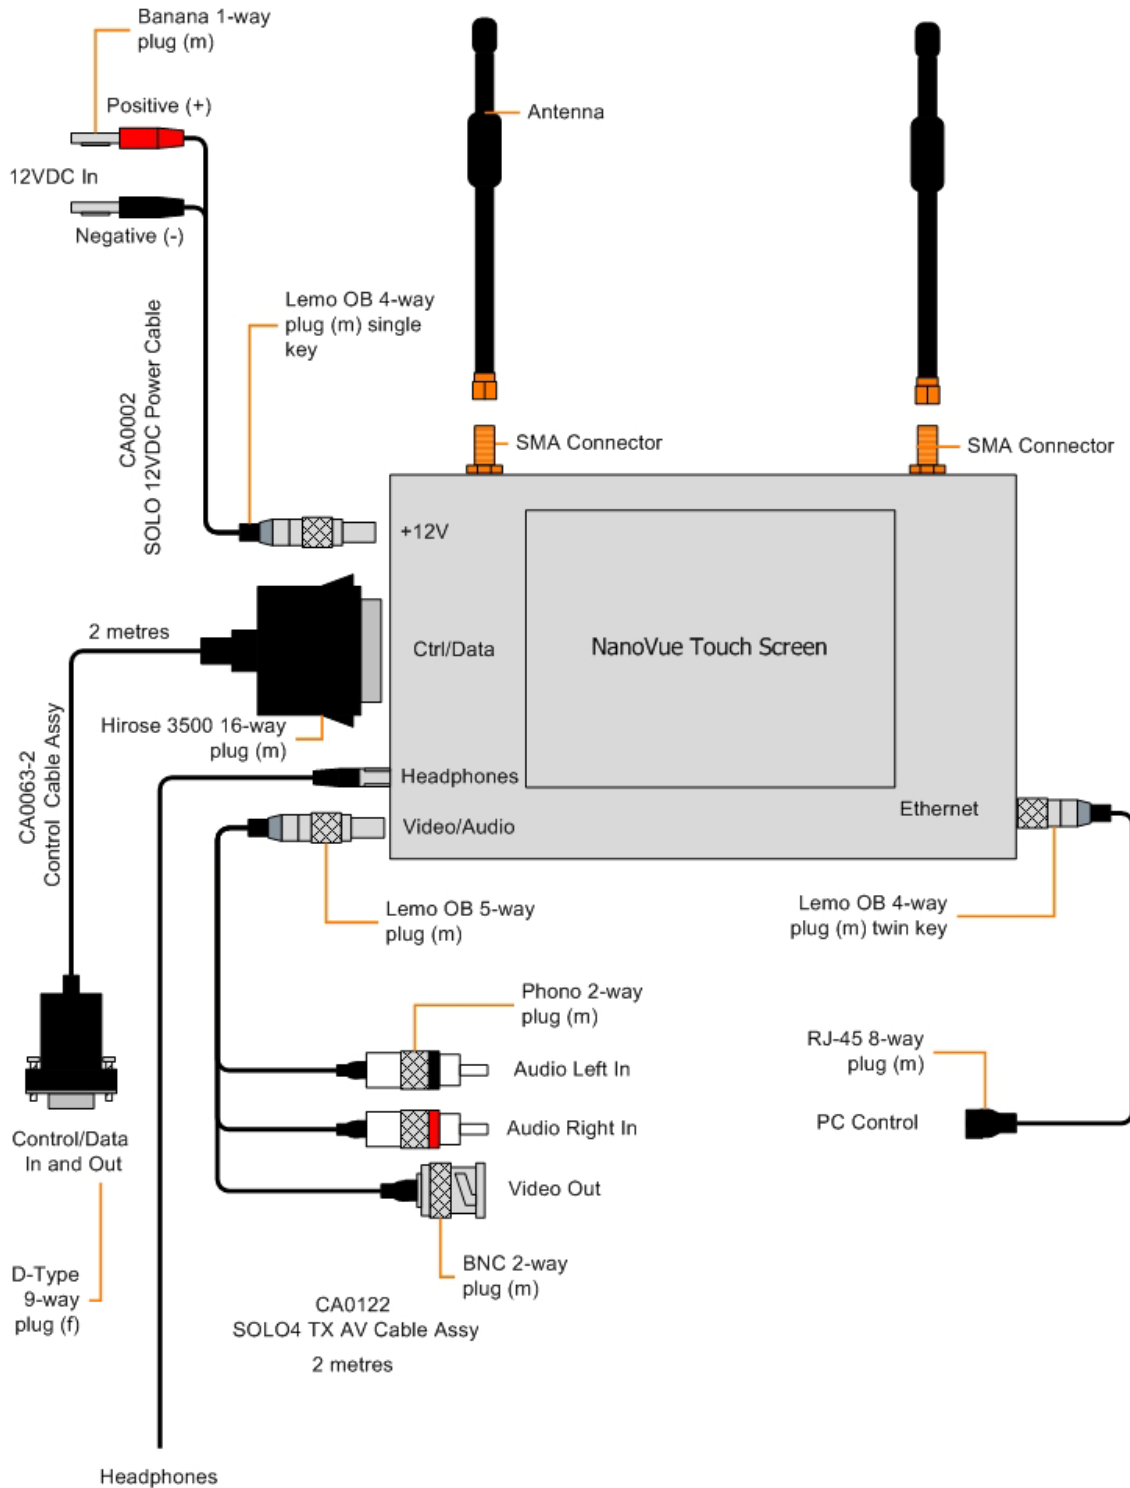 Banana 1-way
plug (m)
Positive (+)
12VDC In
Negative (-)
Antenna
Lemo OB 4-way
plug (m) single
key
CA0002
SOLO 12VDC Power Cable
SMA Connector
SMA Connector
+12V
2 metres
Ctrl/Data
NanoVue Touch Screen
Hirose 3500 16-way
plug (m)
CA0063-2
Control Cable Assy
Headphones
Video/Audio
Ethernet
Lemo OB 5-way
plug (m)
Lemo OB 4-way
plug (m) twin key
Phono 2-way
plug (m)
RJ-45 8-way
plug (m)
Audio Left In
Audio Right In
PC Control
Control/Data
In and Out
Video Out
D-Type
9-way
plug (f)
BNC 2-way
plug (m)
CA0122
SOLO4 TX AV Cable Assy
2 metres
Headphones